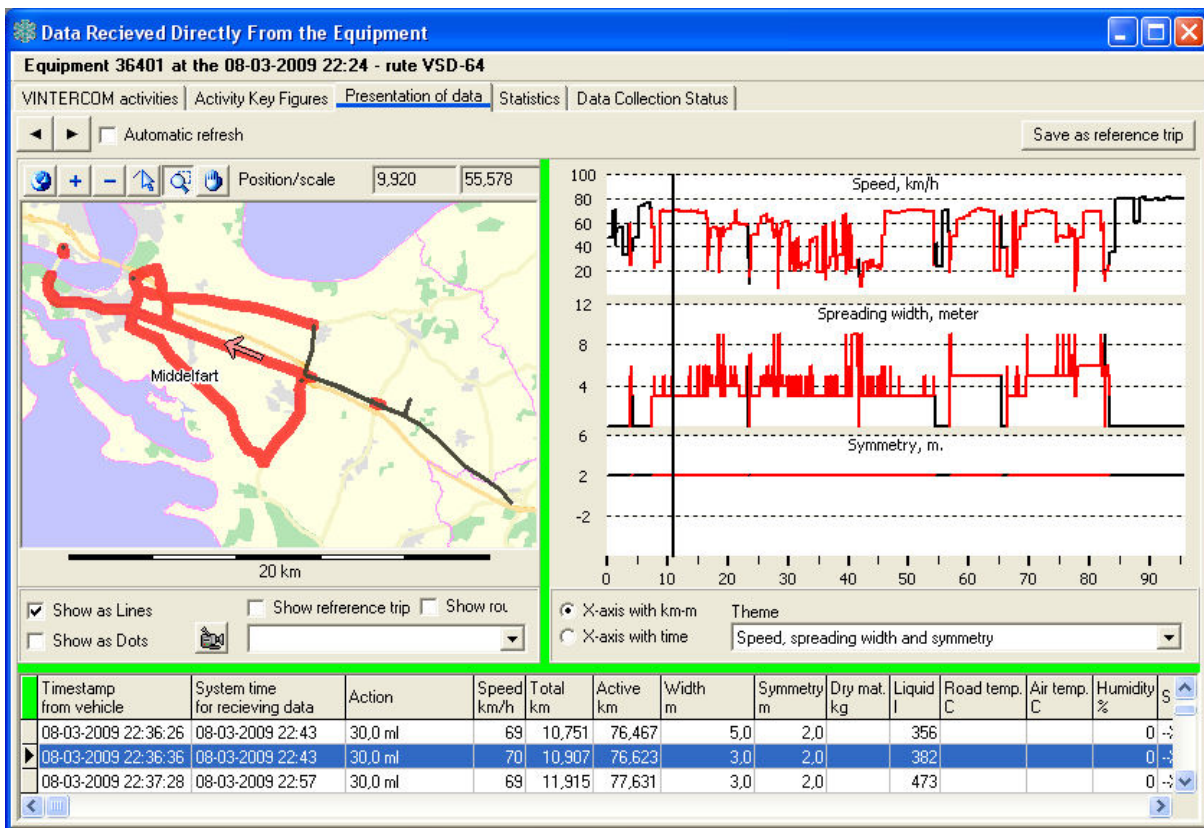 Data Recieved Directly From the Equipment
Equipment 36401 at the 08-03-2009 22:24 - rute VSD-64
VINTERCOM activities Activity Key Figures Presentation of data Statistics Data Collection Status
Automatic refresh Save as reference trip
Position/scale 9,920 55,578
Middelfart
20 km
Show as Lines Show refrerence trip Show rou
Show as Dots
Speed, km/h
100
80
60
40
20
Spreading width, meter
12
8
4
Symmetry, m.
6
2
-2
0 10 20 30 40 50 60 70 80 90
X-axis with km-m Theme
X-axis with time Speed, spreading width and symmetry
Timestamp System time Action Speed Total Active Width Symmetry Dry mat. Liquid Road temp. Air temp. Humidity S
from vehicle for recieving data km/h km km m m kg l C C %
08-03-2009 22:36:26 08-03-2009 22:43 30,0 ml 69 10,751 76,467 5,0 2,0 356 0
08-03-2009 22:36:36 08-03-2009 22:43 30,0 ml 70 10,907 76,623 3,0 2,0 382 0
08-03-2009 22:37:28 08-03-2009 22:57 30,0 ml 69 11,915 77,631 3,0 2,0 473 0